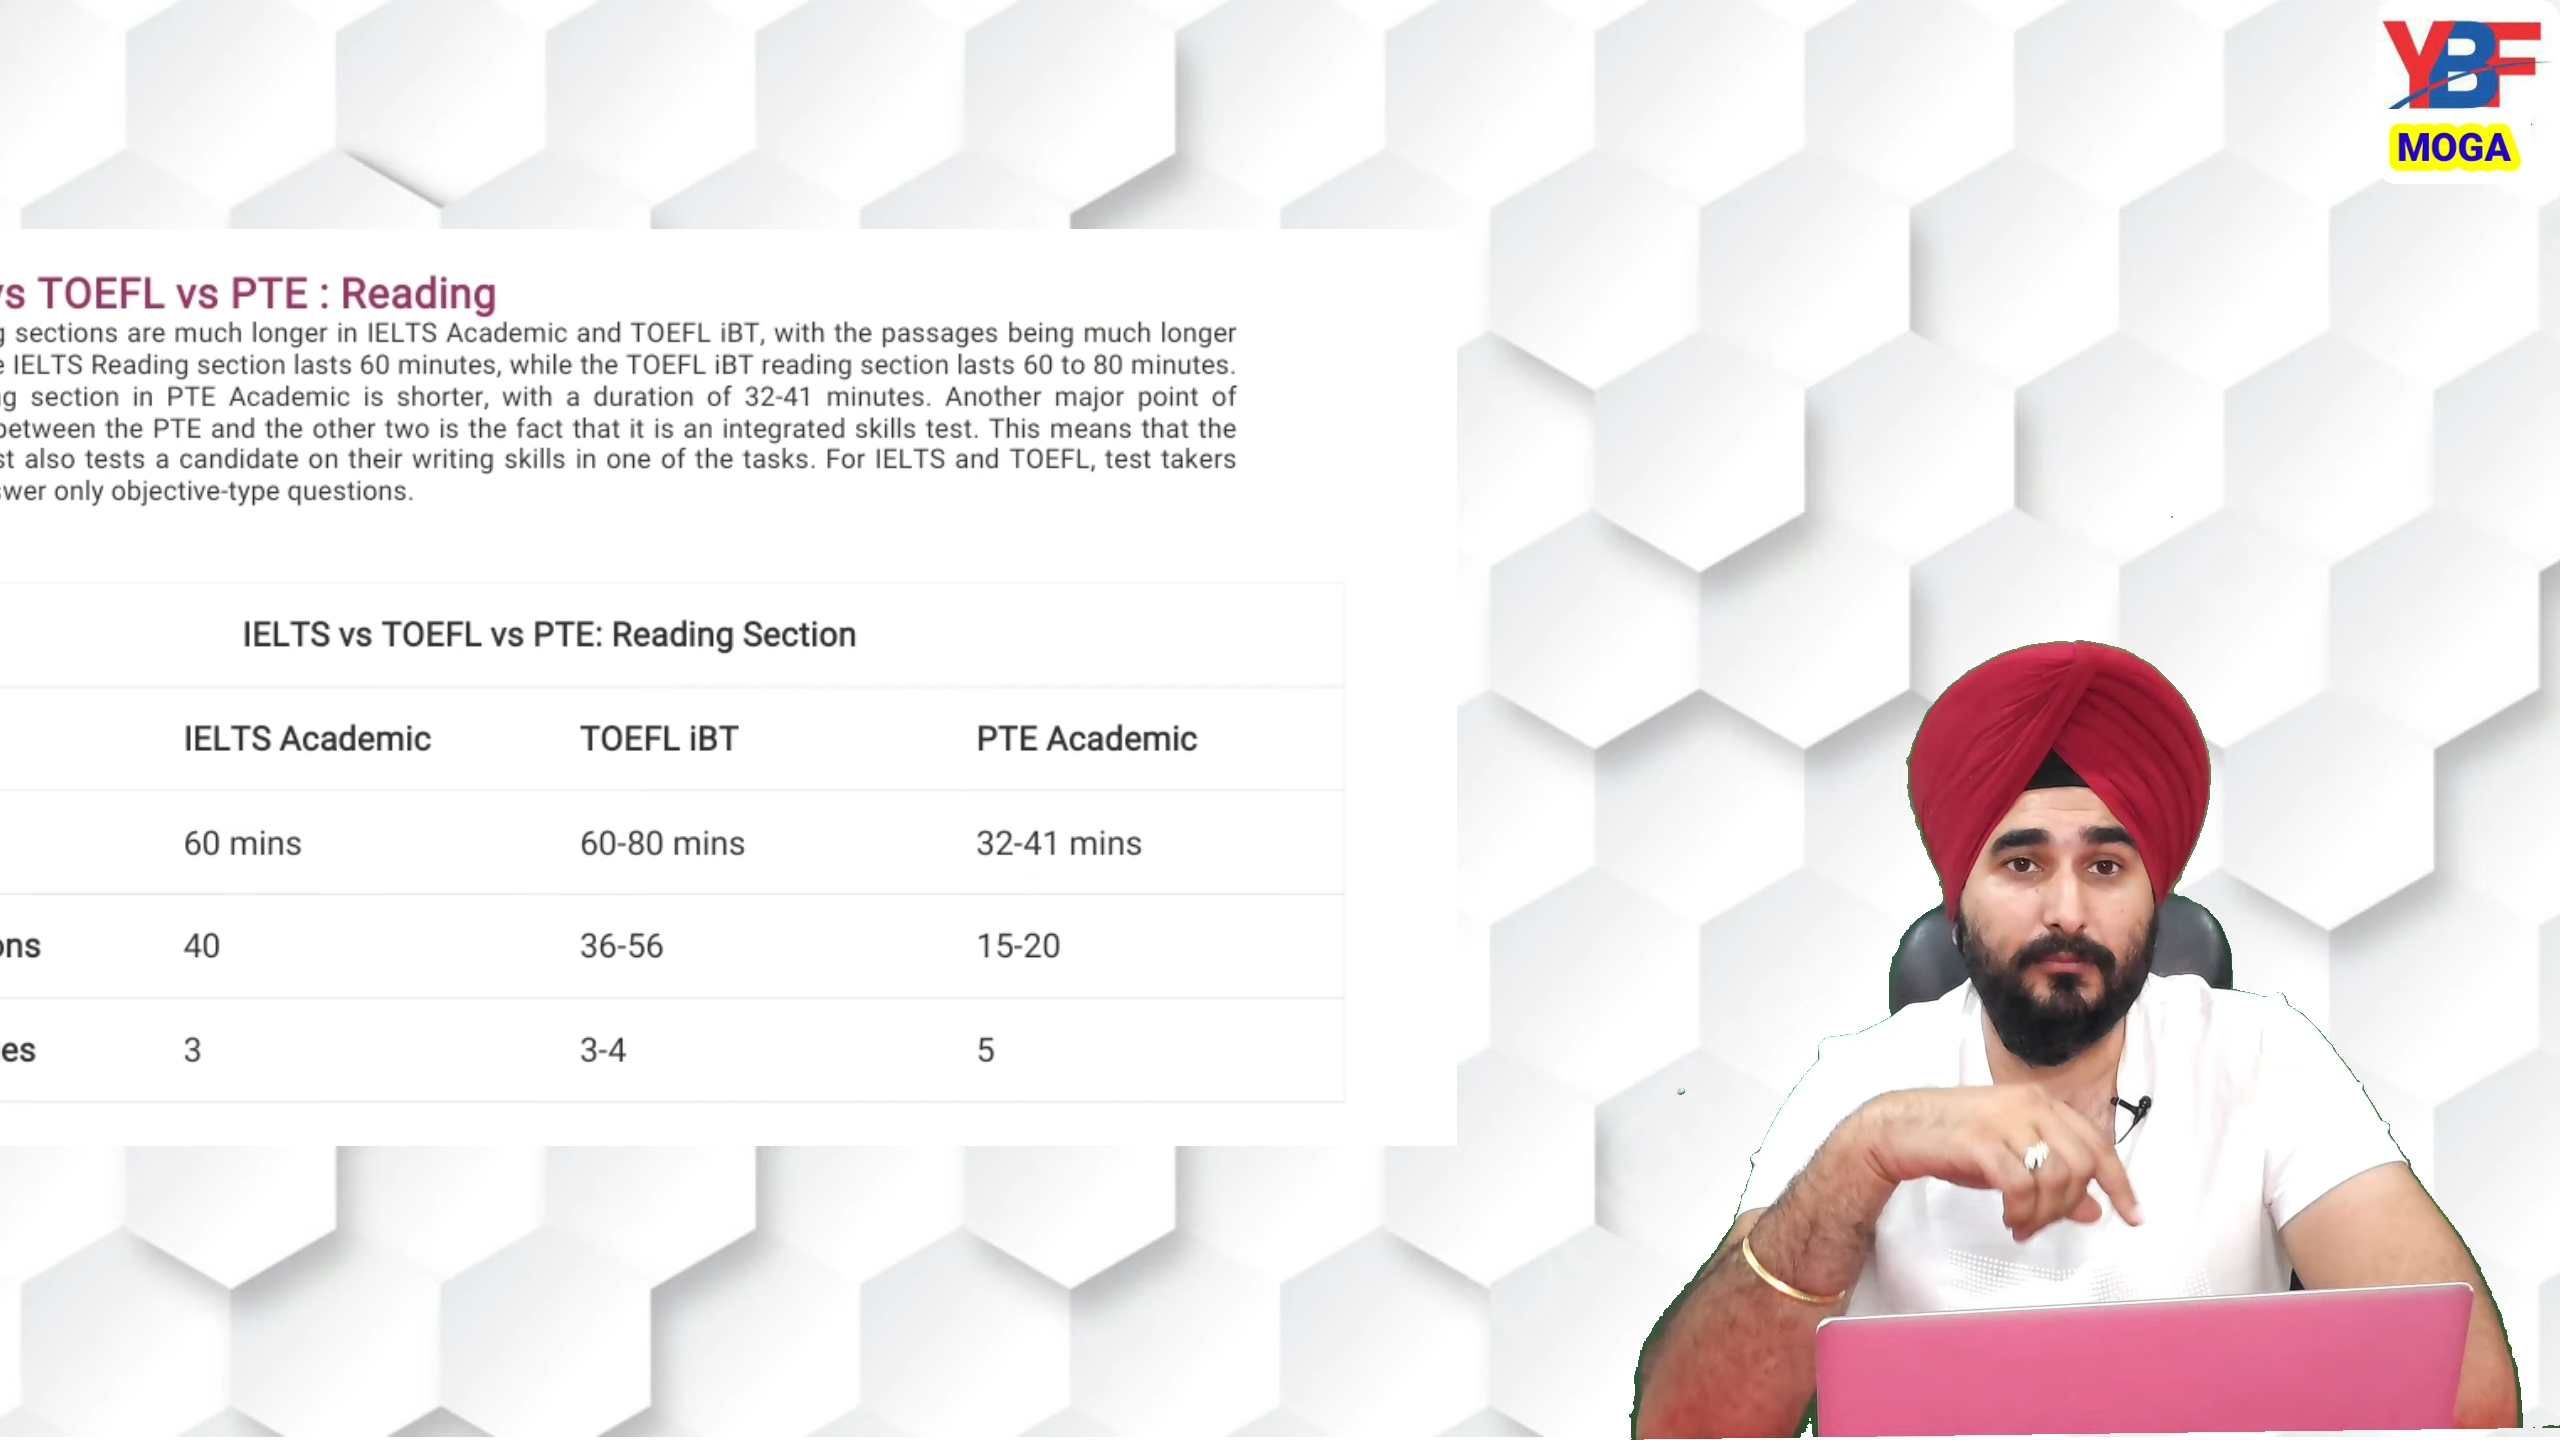 YBF
MOGA
vs TOEFL vs PTE : Reading
g sections are much longer in IELTS Academic and TOEFL iBT, with the passages being much longer
e IELTS Reading section lasts 60 minutes, while the TOEFL iBT reading section lasts 60 to 80 minutes.
ng section in PTE Academic is shorter, with a duration of 32-41 minutes. Another major point of
between the PTE and the other two is the fact that it is an integrated skills test. This means that the
st also tests a candidate on their writing skills in one of the tasks. For IELTS and TOEFL, test takers
swer only objective-type questions.
IELTS vs TOEFL vs PTE: Reading Section
IELTS Academic TOEFL iBT PTE Academic
60 mins 60-80 mins 32-41 mins
ons 40 36-56 15-20
es 3 3-4 5